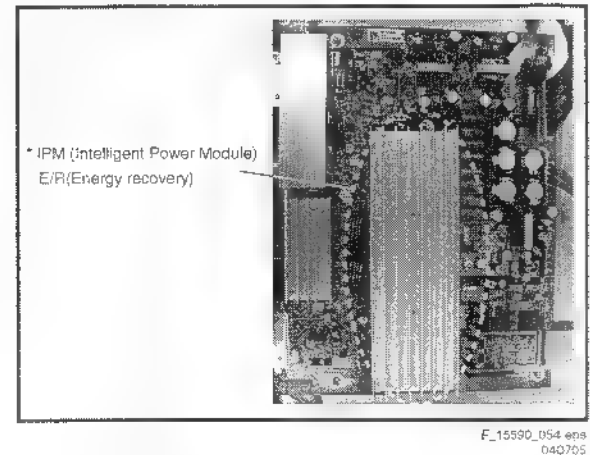 * IPM (Intelligent Power Module)
E/R(Energy recovery)
F_15590_054.eps
040705